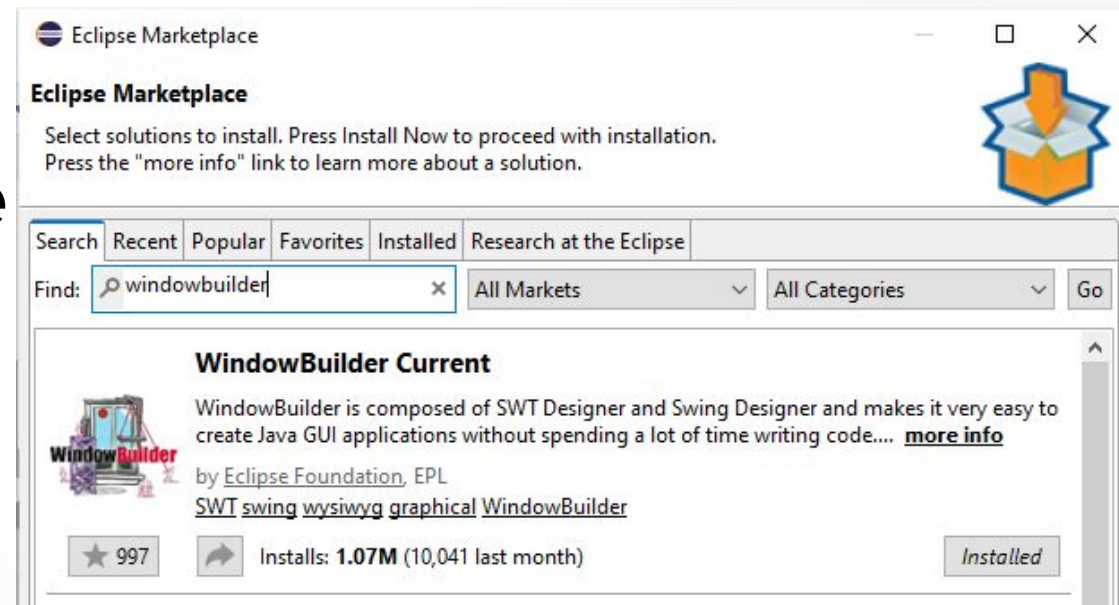 Eclipse Marketplace
Eclipse Marketplace
Select solutions to install. Press Install Now to proceed with installation.
Press the "more info" link to learn more about a solution.
e
Search Recent Popular Favorites Installed Research at the Eclipse
Find: windowbuilder × All Markets All Categories Go
WindowBuilder Current
WindowBuilder is composed of SWT Designer and Swing Designer and makes it very easy to
create Java GUI applications without spending a lot of time writing code.... more info
WindowBuilder
by Eclipse Foundation, EPL
SWT swing wysiwyg graphical WindowBuilder
997 Installs: 1.07M (10,041 last month) Installed